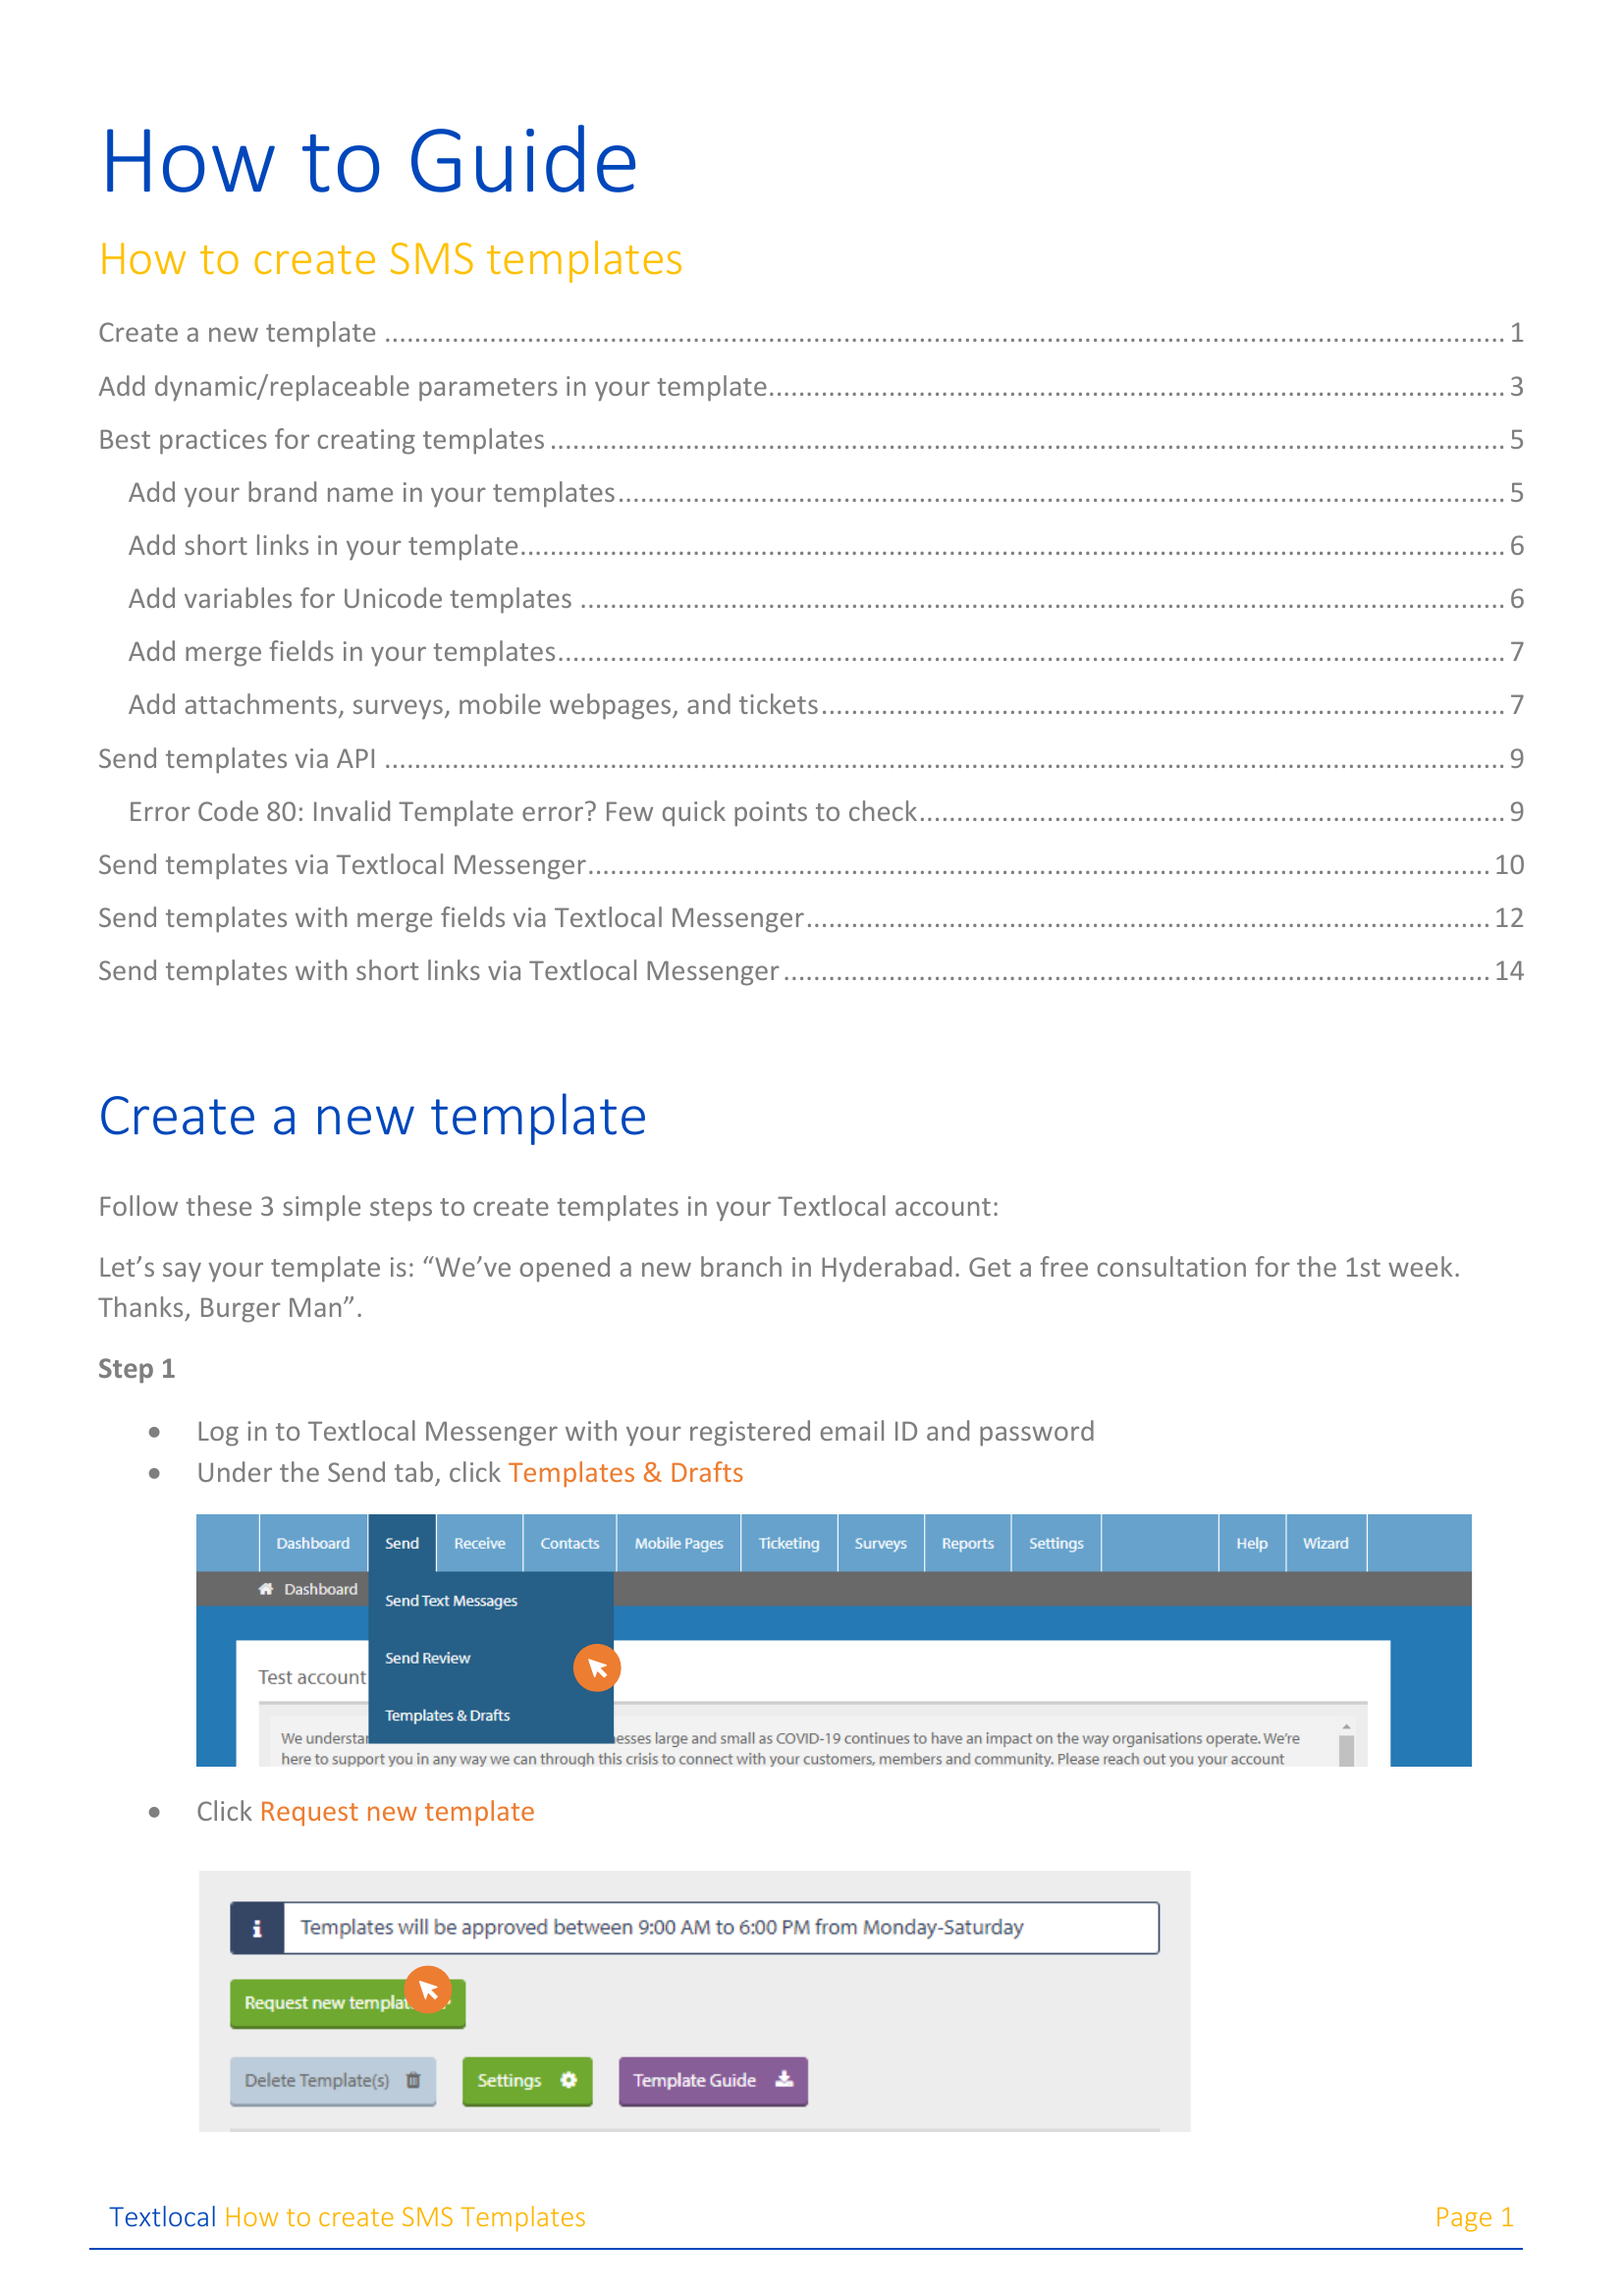 How to Guide
How to create SMS templates
Create a new template ........ 1
Add dynamic/replaceable parameters in your template........ 3
Best practices for creating templates ........ 5
Add your brand name in your templates........ 5
Add short links in your template........ 6
Add variables for Unicode templates ........ 6
Add merge fields in your templates........ 7
Add attachments, surveys, mobile webpages, and tickets........ 7
Send templates via API ........ 9
Error Code 80: Invalid Template error? Few quick points to check........ 9
Send templates via Textlocal Messenger........ 10
Send templates with merge fields via Textlocal Messenger........ 12
Send templates with short links via Textlocal Messenger ........ 14
Create a new template
Follow these 3 simple steps to create templates in your Textlocal account:
Let’s say your template is: “We’ve opened a new branch in Hyderabad. Get a free consultation for the 1st week.
Thanks, Burger Man”.
Step 1
• Log in to Textlocal Messenger with your registered email ID and password
• Under the Send tab, click Templates & Drafts
Dashboard Send Receive Contacts Mobile Pages Ticketing Surveys Reports Settings Help Wizard
Dashboard
Send Text Messages
Send Review
Test account
Templates & Drafts
We understa esses large and small as COVID-19 continues to have an impact on the way organisations operate. We're
here to support you in any way we can through this crisis to connect with your customers, members and community. Please reach out you your account
• Click Request new template
Templates will be approved between 9:00 AM to 6:00 PM from Monday-Saturday
Request new templat
Delete Template(s) Settings Template Guide
Textlocal How to create SMS Templates Page 1